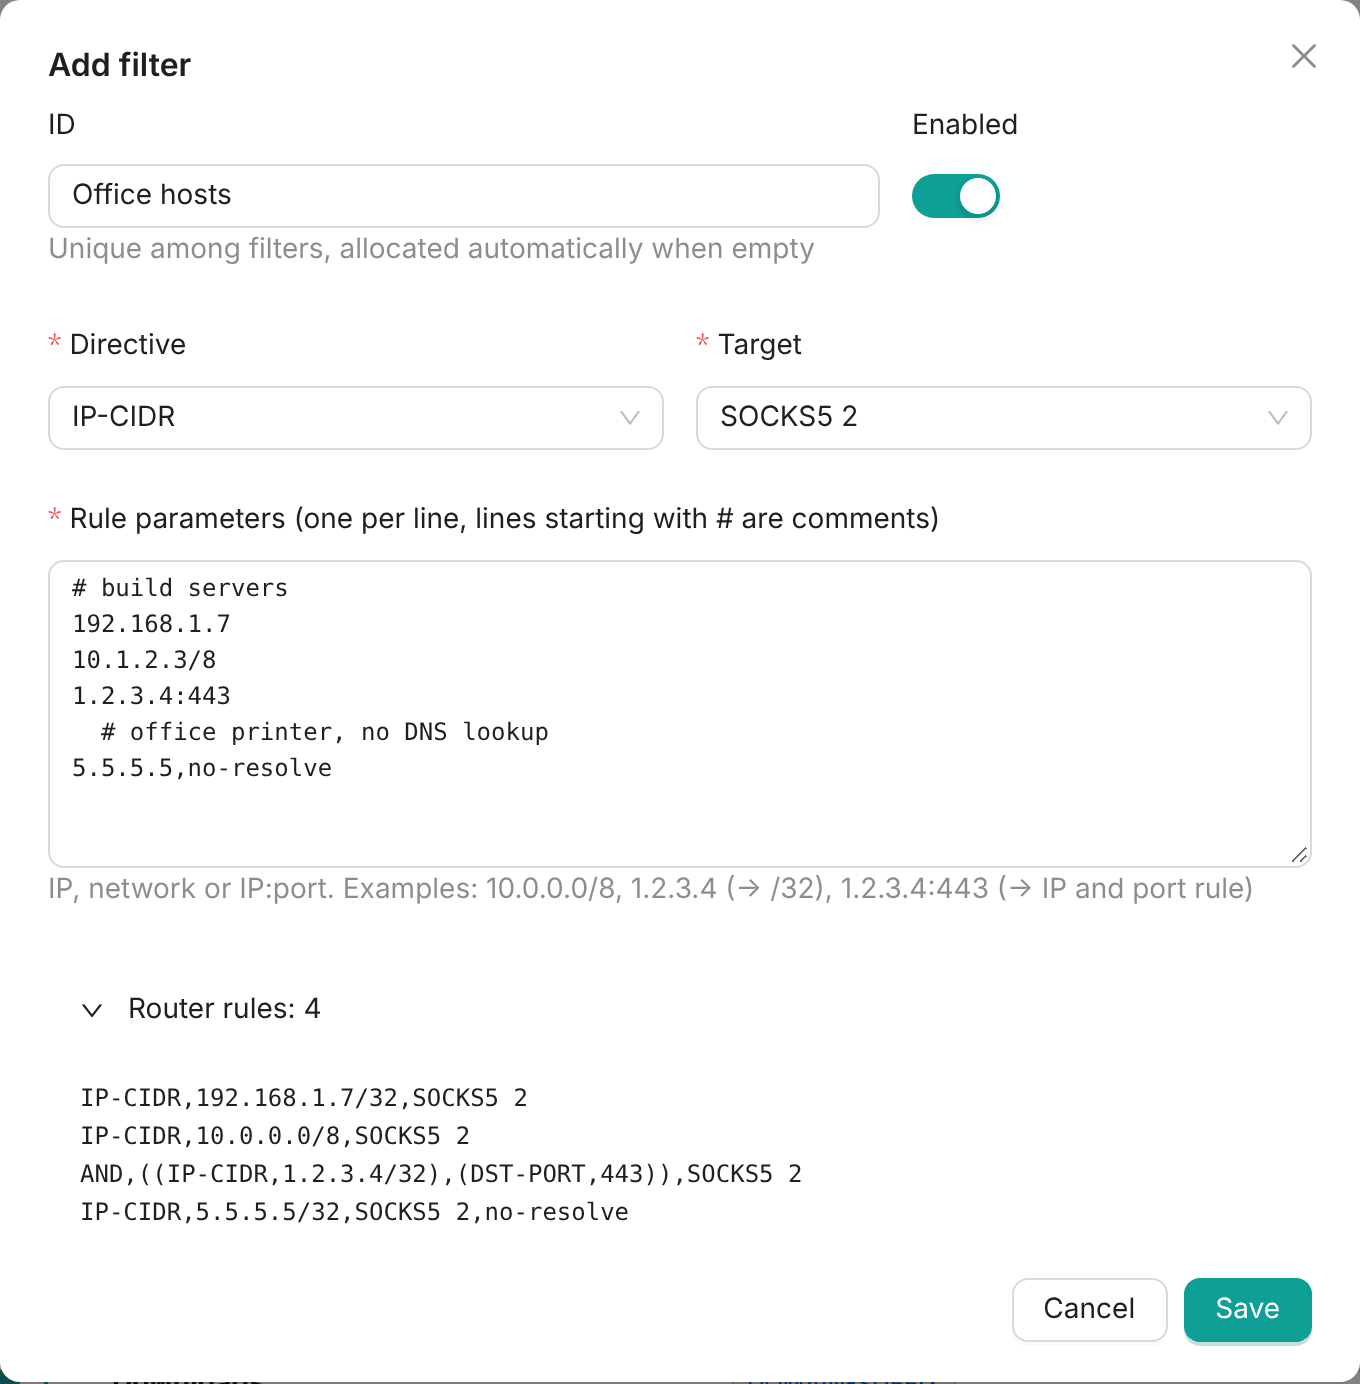 Add filter
ID
Enabled
Office hosts
Unique among filters, allocated automatically when empty
* Directive
* Target
IP-CIDR
SOCKS5 2
* Rule parameters (one per line, lines starting with # are comments)
# build servers
192.168.1.7
10.1.2.3/8
1.2.3.4:443
  # office printer, no DNS lookup
5.5.5.5,no-resolve
IP, network or IP:port. Examples: 10.0.0.0/8, 1.2.3.4 (→ /32), 1.2.3.4:443 (→ IP and port rule)
Router rules: 4
IP-CIDR,192.168.1.7/32,SOCKS5 2
IP-CIDR,10.0.0.0/8,SOCKS5 2
AND,((IP-CIDR,1.2.3.4/32),(DST-PORT,443)),SOCKS5 2
IP-CIDR,5.5.5.5/32,SOCKS5 2,no-resolve
Cancel
Save